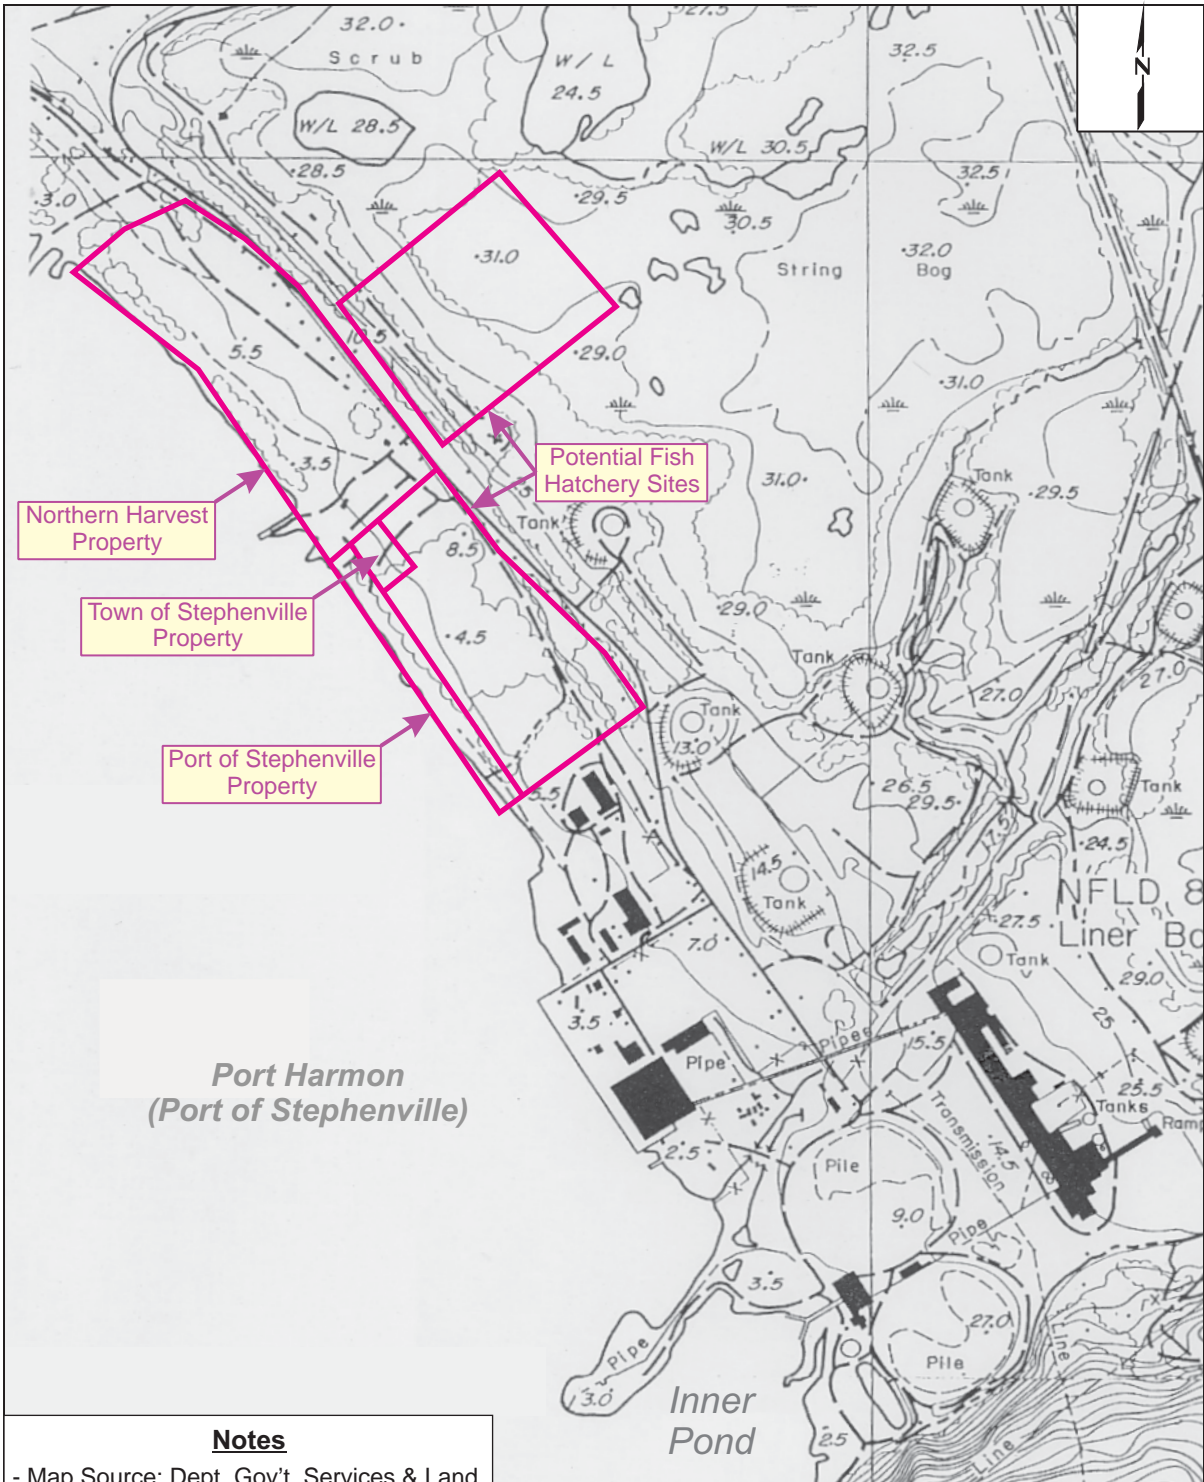 32.0
27.5
Scrub
W/L
24.5
32.5
N
W/L 28.5
W/L 30.5
28.5
29.5
32.5
3.0
30.5
31.0
32.0
String Bog
10.5
5.5
29.0
31.0
3.5
Potential Fish
Hatchery Sites
31.0
Tank
29.5
Northern Harvest
Property
Tank
8.5
Town of Stephenville
Property
29.0
4.5
Tank
27.0
27.0
Tank
13.0
Port of Stephenville
Property
5.5
26.5
29.5
Tank
17.5
24.5
14.5
Tank
NFLD 8
Liner Bo
27.5
Tank
7.0
29.0
3.5
25
Pipes
15.5
Pipe
Port Harmon
(Port of Stephenville)
25.5
Tanks
Ramp
Transmission
14.5
2.5
Pile
9.0
Pipe
3.5
27.0
Line
Pipe
Pile
3.0
Inner
Pond
2.5
Line
Notes
- Map Source: Dept. Gov't. Services & Land